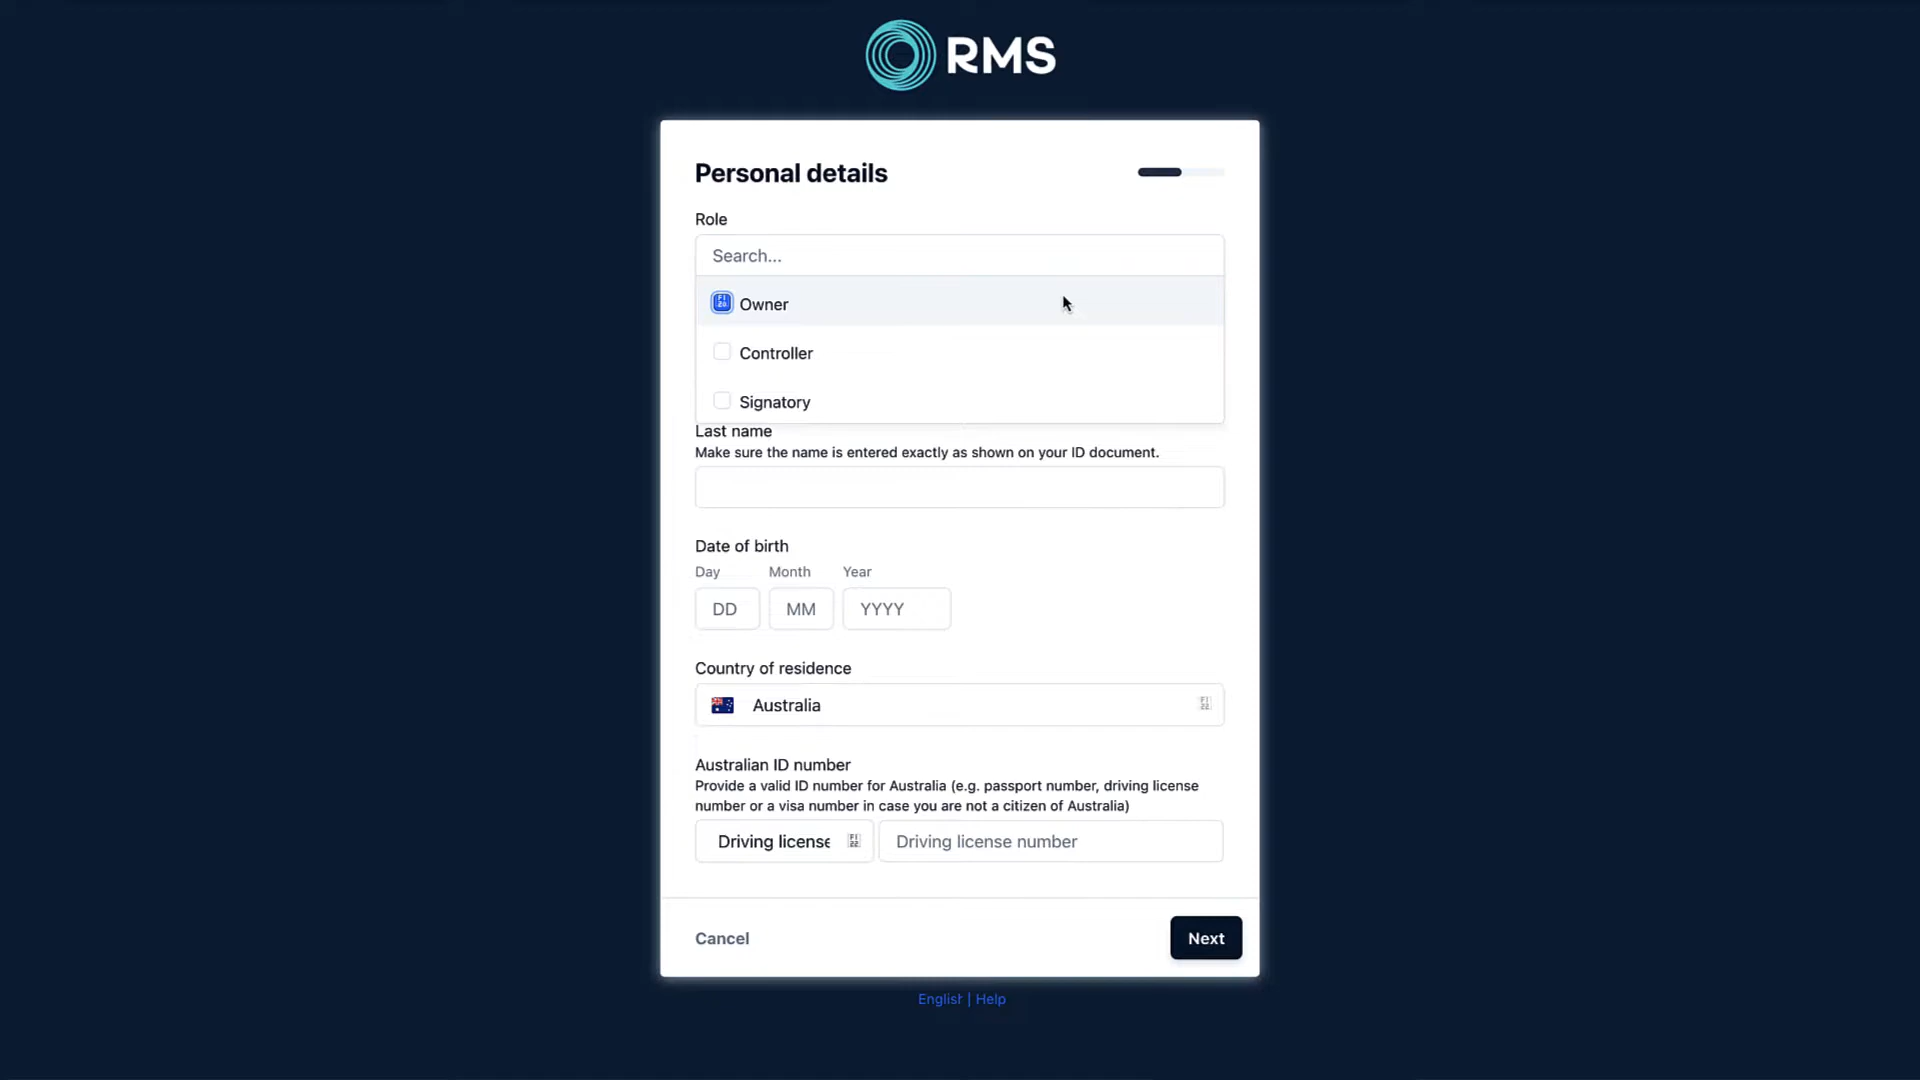 RMS
Personal details
Role
Search...
Owner
Controller
Signatory
Last name
Make sure the name is entered exactly as shown on your ID document.
Date of birth
Day Month Year
DD MM YYYY
Country of residence
Australia
Australian ID number
Provide a valid ID number for Australia (e.g. passport number, driving license
number or a visa number in case you are not a citizen of Australia)
Driving license Driving license number
Cancel Next
English | Help